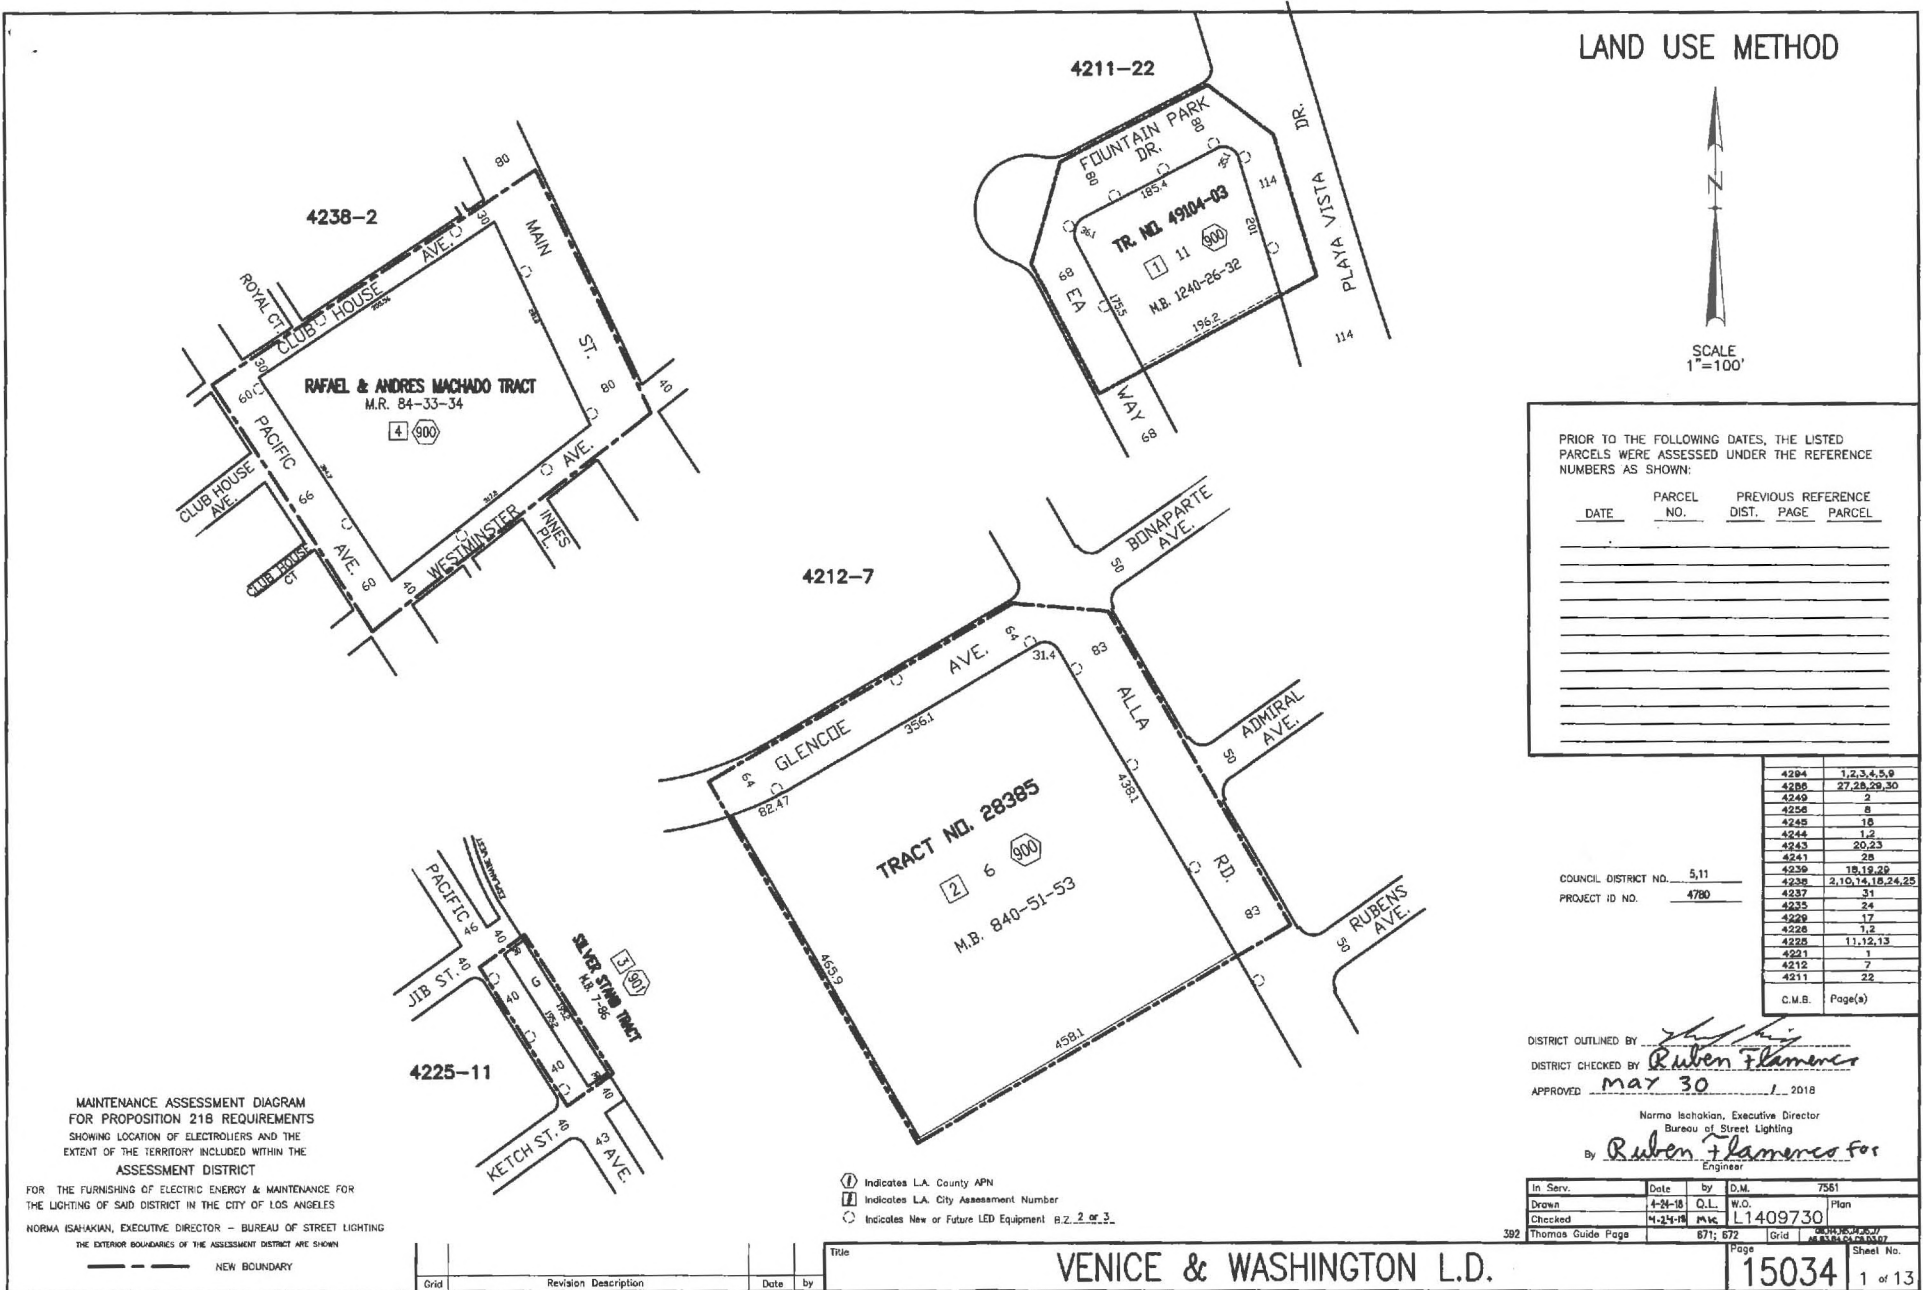 LAND USE METHOD
N
SCALE
1"=100'
4238-2
80
MAIN
ST.
80
40
30
CLUB HOUSE AVE.
ROYAL CT.
30
60
PACIFIC
66
AVE.
60
40
WESTMINSTER AVE.
INNES
PL.
CLUB HOUSE
AVE.
CLUB HOUSE
CT
RAFAEL & ANDRES MACHADO TRACT
M.R. 84-33-34
4 900
4211-22
FOUNTAIN PARK
DR.
80
80
185.4
36.1
TR. NO. 49104-03
1 11 900
M.B. 1240-26-32
196.2
175.5
201
114
114
PLAYA VISTA DR.
68
EA
WAY
68
4212-7
BONAPARTE
AVE.
50
64
GLENCOE AVE.
64
82.47
356.1
31.4
83
ALLA
RD.
83
438.1
ADMIRAL
AVE.
50
RUBENS
AVE.
50
TRACT NO. 28385
2 6 900
M.B. 840-51-53
465.9
458.1
4225-11
PACIFIC
46
40
JIB ST.
40
40
G
195.2
195.2
40
40
KETCH ST.
40
43
AVE.
SILVER STAND TRACT
M.B. 7-86
3 901
PRIOR TO THE FOLLOWING DATES, THE LISTED
PARCELS WERE ASSESSED UNDER THE REFERENCE
NUMBERS AS SHOWN:
PARCEL PREVIOUS REFERENCE
DATE NO. DIST. PAGE PARCEL
4294 1,2,3,4,5,9
4286 27,28,29,30
4249 2
4256 8
4245 18
4244 1,2
4243 20,23
4241 28
4239 18,19,29
4238 2,10,14,18,24,25
4237 31
4235 24
4229 17
4226 1,2
4225 11,12,13
4221 1
4212 7
4211 22
C.M.B. Page(s)
COUNCIL DISTRICT NO. 5,11
PROJECT ID NO. 4780
DISTRICT OUTLINED BY
DISTRICT CHECKED BY Ruben Flamenco
APPROVED May 30 / 2018
Norma Isahakian, Executive Director
Bureau of Street Lighting
By Ruben Flamenco For
Engineer
MAINTENANCE ASSESSMENT DIAGRAM
FOR PROPOSITION 218 REQUIREMENTS
SHOWING LOCATION OF ELECTROLIERS AND THE
EXTENT OF THE TERRITORY INCLUDED WITHIN THE
ASSESSMENT DISTRICT
FOR THE FURNISHING OF ELECTRIC ENERGY & MAINTENANCE FOR
THE LIGHTING OF SAID DISTRICT IN THE CITY OF LOS ANGELES
NORMA ISAHAKIAN, EXECUTIVE DIRECTOR - BUREAU OF STREET LIGHTING
THE EXTERIOR BOUNDARIES OF THE ASSESSMENT DISTRICT ARE SHOWN
NEW BOUNDARY
Indicates L.A. County APN
Indicates L.A. City Assessment Number
Indicates New or Future LED Equipment B.Z. 2 or 3
In Serv. Date by D.M. 7561
Drawn 4-24-18 Q.L. W.O. Plan
Checked 4-24-18 MK L1409730
392 Thomas Guide Page 671; 672 Grid
Grid Revision Description Date by
Title
VENICE & WASHINGTON L.D.
Page
15034
Sheet No.
1 of 13